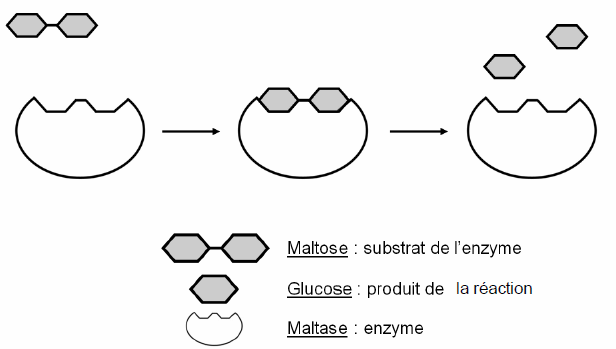 Maltose : substrat de l'enzyme
Glucose : produit de la réaction
Maltase : enzyme